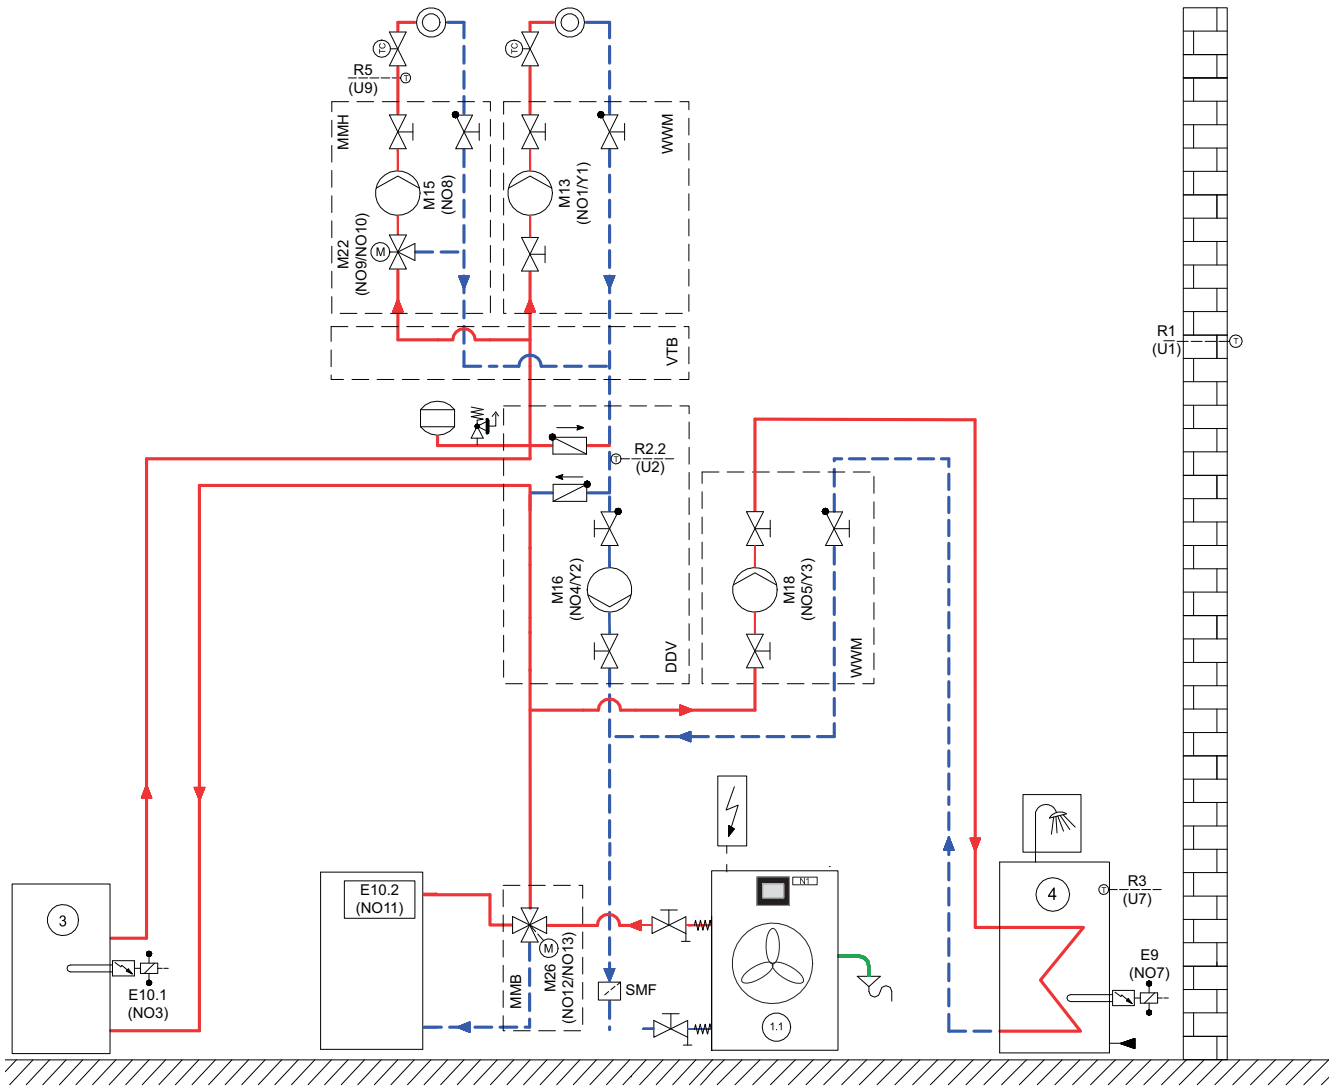 TC
TC
R5
(U9)
T
MMH
M15
(NO8)
M13
(NO1/Y1)
WWM
M22
(NO9/NO10)
M
VTB
R1
(U1)
T
R2.2
(U2)
T
M16
(NO4/Y2)
DDV
M18
(NO5/Y3)
WWM
3
E10.1
(NO3)
E10.2
(NO11)
M
MMB
M26
(NO12/NO13)
SMF
N1
1.1
4
T
R3
(U7)
E9
(NO7)